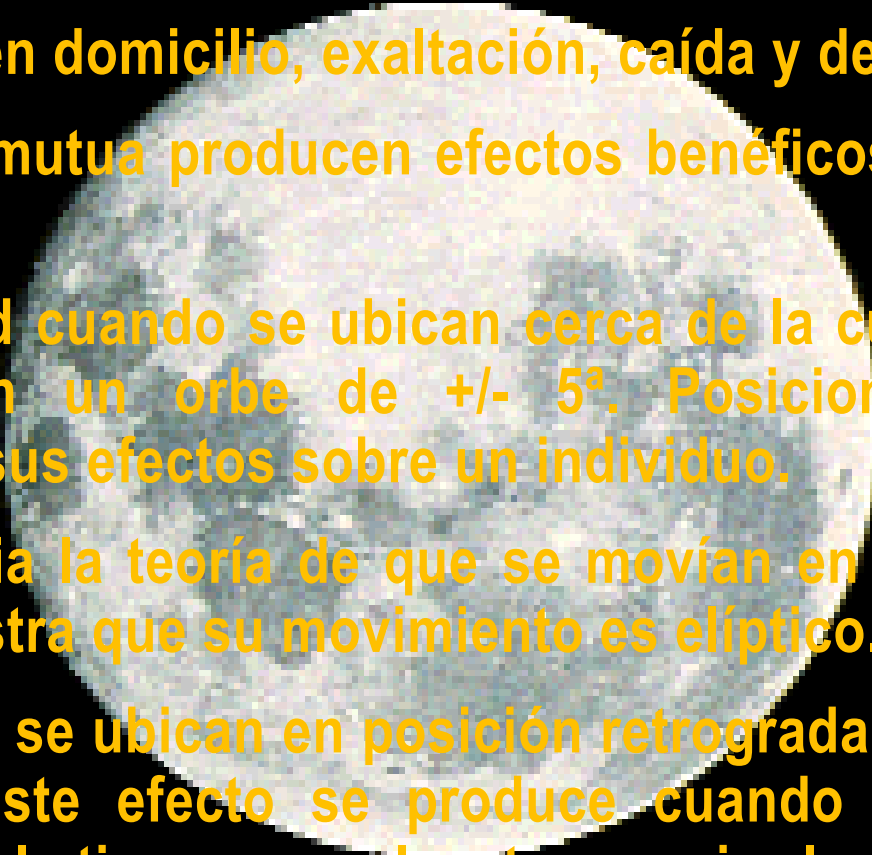 en domicilio, exaltación, caída y de
mutua producen efectos benéficos
d cuando se ubican cerca de la c
n un orbe de +/- 5ª. Posicion
sus efectos sobre un individuo.
ia la teoría de que se movían en
stra que su movimiento es elíptico.
se ubican en posición retrograda
ste efecto se produce cuando